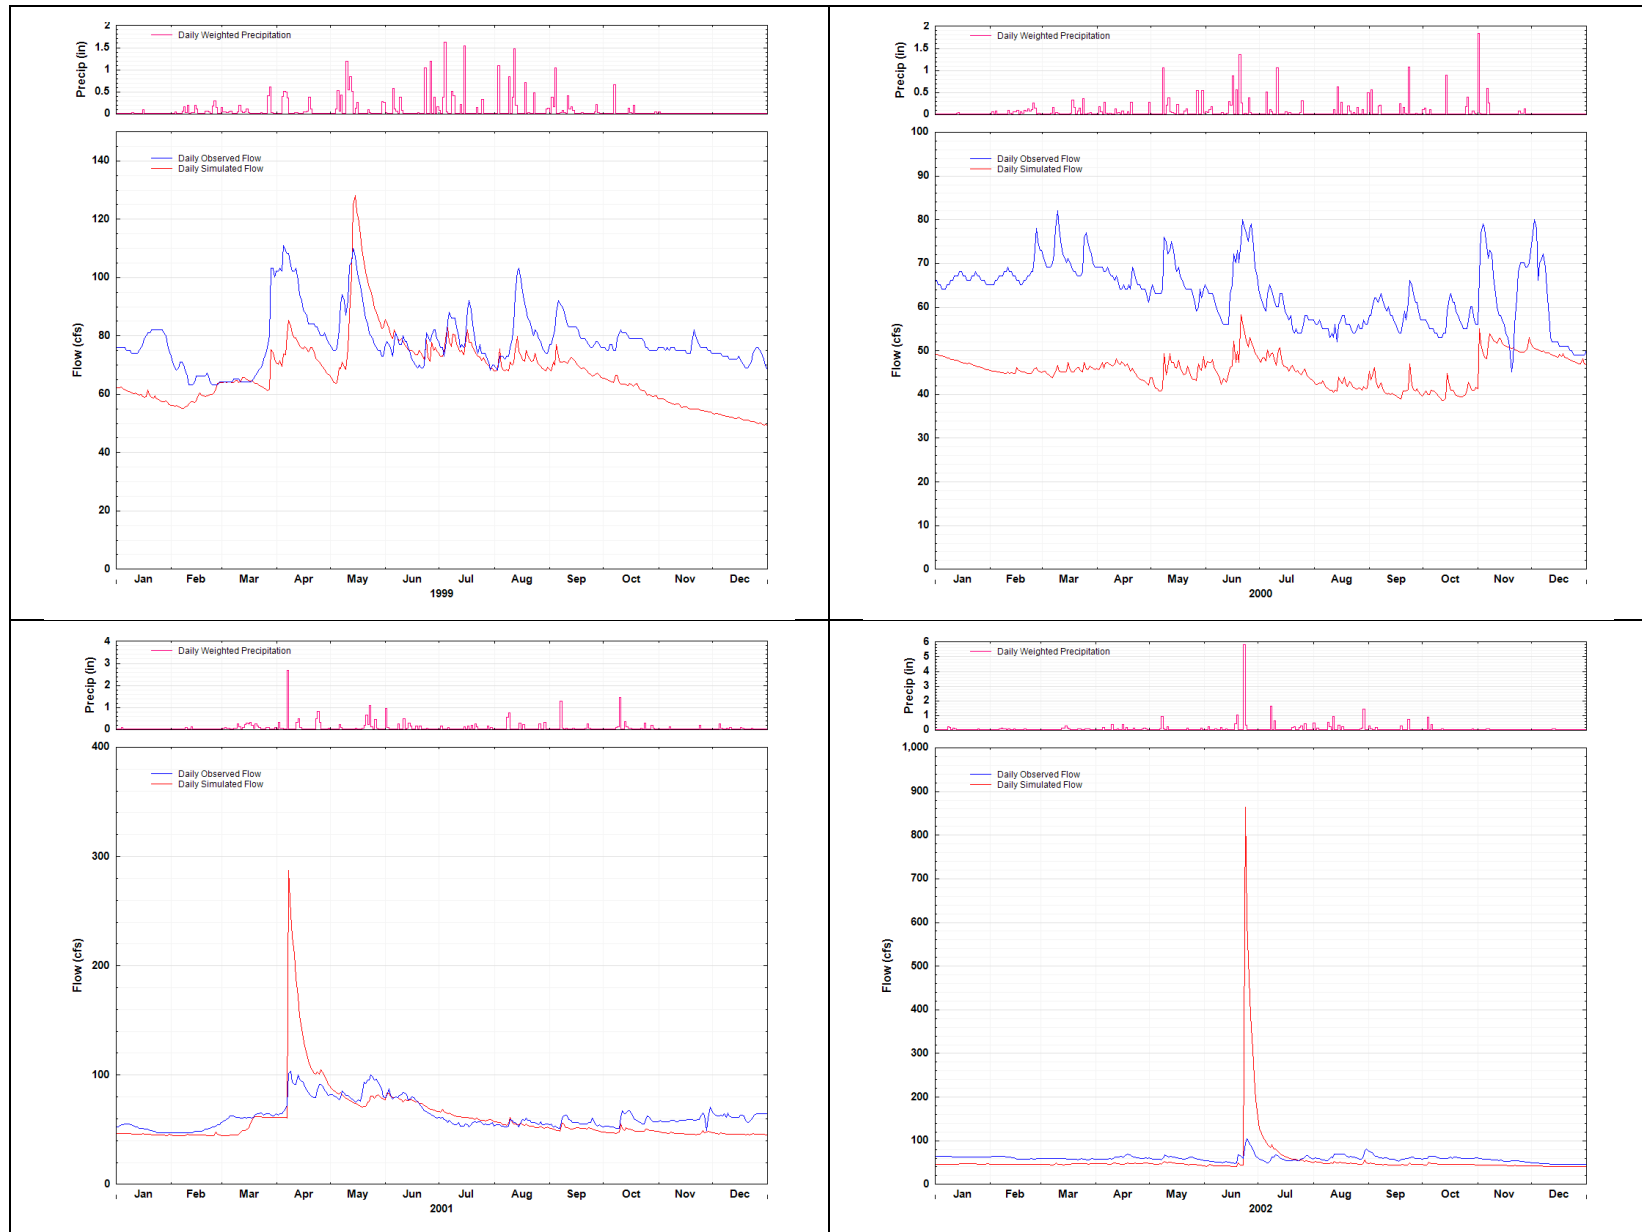 2
1.5
1
0.5
0
Precip (in)
Daily Weighted Precipitation
140
120
100
80
60
40
20
0
Flow (cfs)
Daily Observed Flow
Daily Simulated Flow
Jan Feb Mar Apr May Jun Jul Aug Sep Oct Nov Dec
1999
2
1.5
1
0.5
0
Precip (in)
Daily Weighted Precipitation
100
90
80
70
60
50
40
30
20
10
0
Flow (cfs)
Daily Observed Flow
Daily Simulated Flow
Jan Feb Mar Apr May Jun Jul Aug Sep Oct Nov Dec
2000
4
3
2
1
0
Precip (in)
Daily Weighted Precipitation
400
300
200
100
0
Flow (cfs)
Daily Observed Flow
Daily Simulated Flow
Jan Feb Mar Apr May Jun Jul Aug Sep Oct Nov Dec
2001
6
5
4
3
2
1
0
Precip (in)
Daily Weighted Precipitation
1,000
900
800
700
600
500
400
300
200
100
0
Flow (cfs)
Daily Observed Flow
Daily Simulated Flow
Jan Feb Mar Apr May Jun Jul Aug Sep Oct Nov Dec
2002